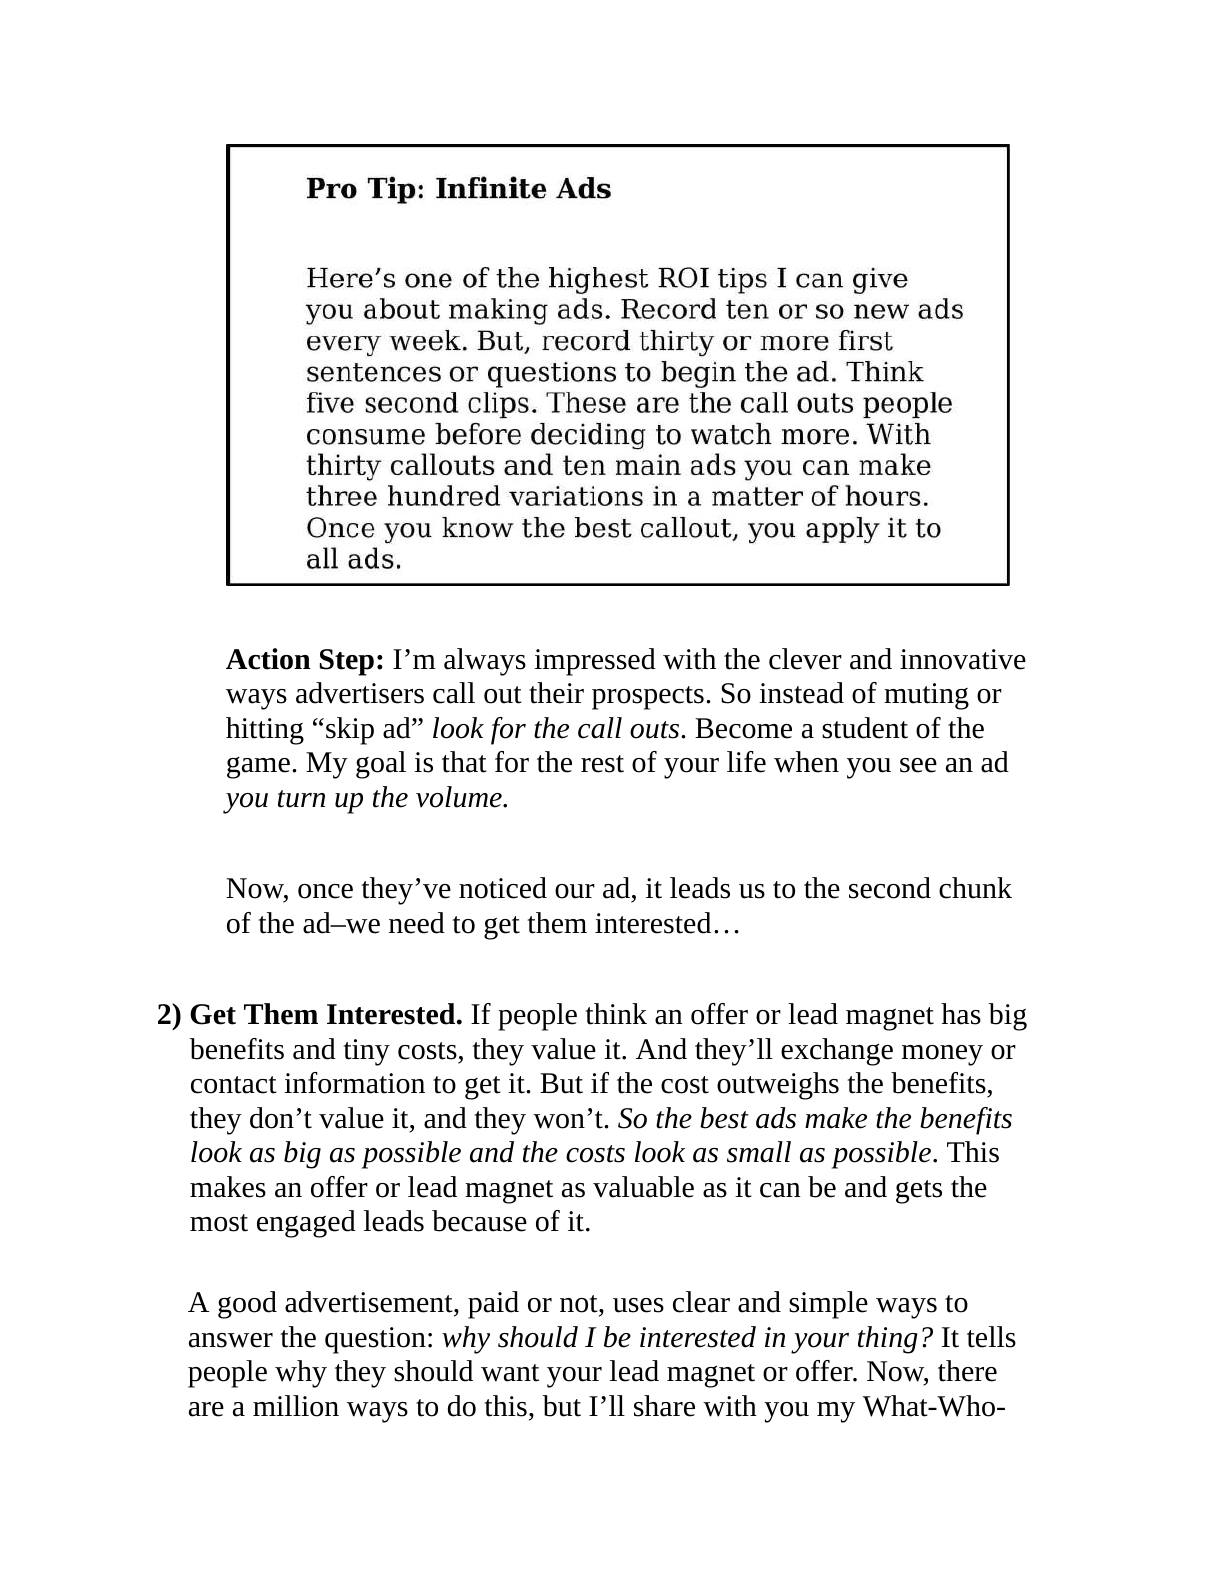 Pro Tip: Infinite Ads
Here’s one of the highest ROI tips I can give
you about making ads. Record ten or so new ads
every week. But, record thirty or more first
sentences or questions to begin the ad. Think
five second clips. These are the call outs people
consume before deciding to watch more. With
thirty callouts and ten main ads you can make
three hundred variations in a matter of hours.
Once you know the best callout, you apply it to
all ads.
Action Step: I’m always impressed with the clever and innovative
ways advertisers call out their prospects. So instead of muting or
hitting “skip ad” look for the call outs. Become a student of the
game. My goal is that for the rest of your life when you see an ad
you turn up the volume.
Now, once they’ve noticed our ad, it leads us to the second chunk
of the ad–we need to get them interested…
2) Get Them Interested. If people think an offer or lead magnet has big
benefits and tiny costs, they value it. And they’ll exchange money or
contact information to get it. But if the cost outweighs the benefits,
they don’t value it, and they won’t. So the best ads make the benefits
look as big as possible and the costs look as small as possible. This
makes an offer or lead magnet as valuable as it can be and gets the
most engaged leads because of it.
A good advertisement, paid or not, uses clear and simple ways to
answer the question: why should I be interested in your thing? It tells
people why they should want your lead magnet or offer. Now, there
are a million ways to do this, but I’ll share with you my What-Who-